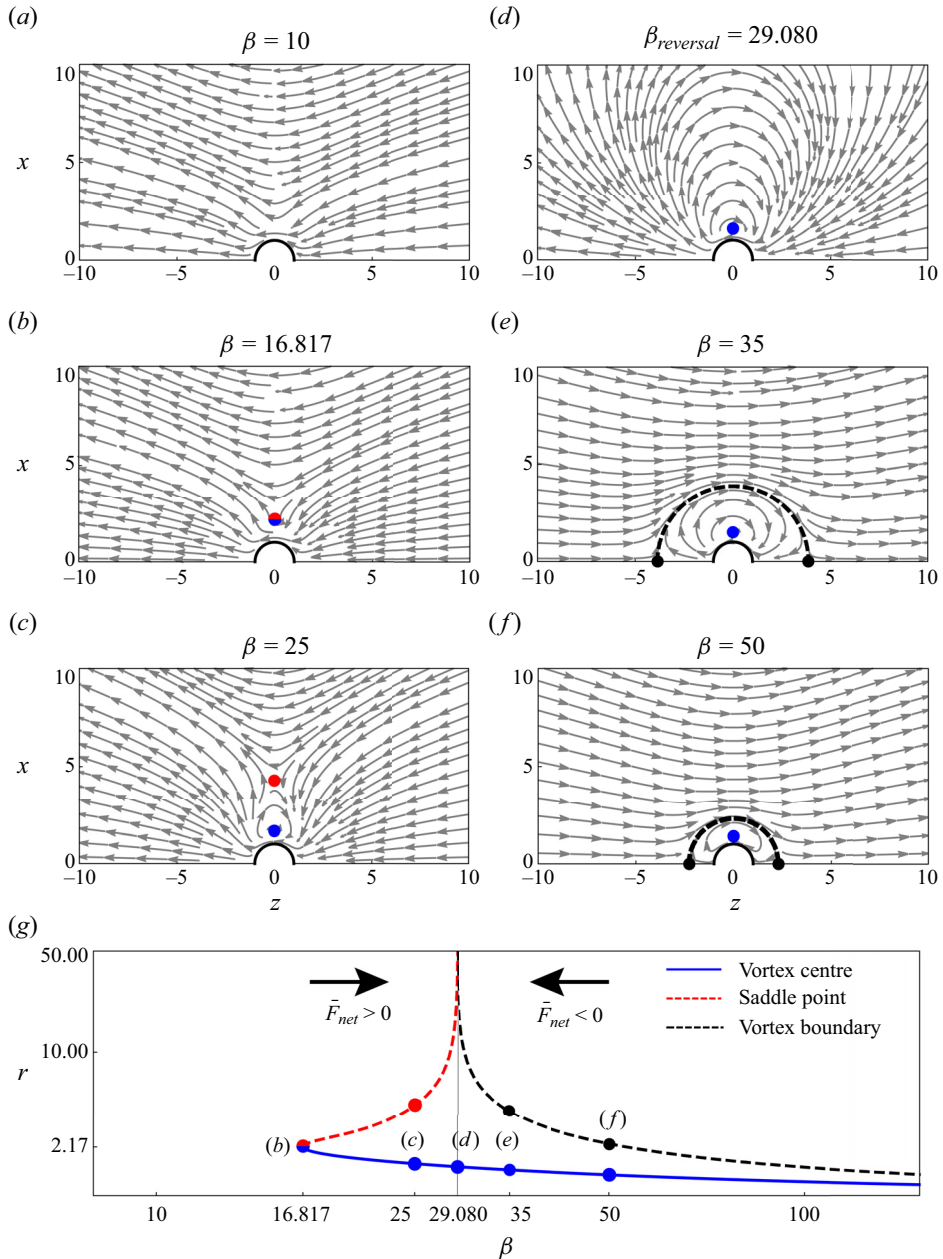 (a)
β = 10
10
5
0
x
−10
−5
0
5
10
(d)
β_reversal = 29.080
10
5
0
−10
−5
0
5
10
(b)
β = 16.817
10
5
0
x
−10
−5
0
5
10
(e)
β = 35
10
5
0
−10
−5
0
5
10
(c)
β = 25
10
5
0
x
−10
−5
0
5
10
z
(f)
β = 50
10
5
0
−10
−5
0
5
10
z
(g)
50.00
10.00
r
2.17
F̄_net > 0
F̄_net < 0
Vortex centre
Saddle point
Vortex boundary
(b)
(c)
(d)
(e)
(f)
10
16.817
25
29.080
35
50
100
β